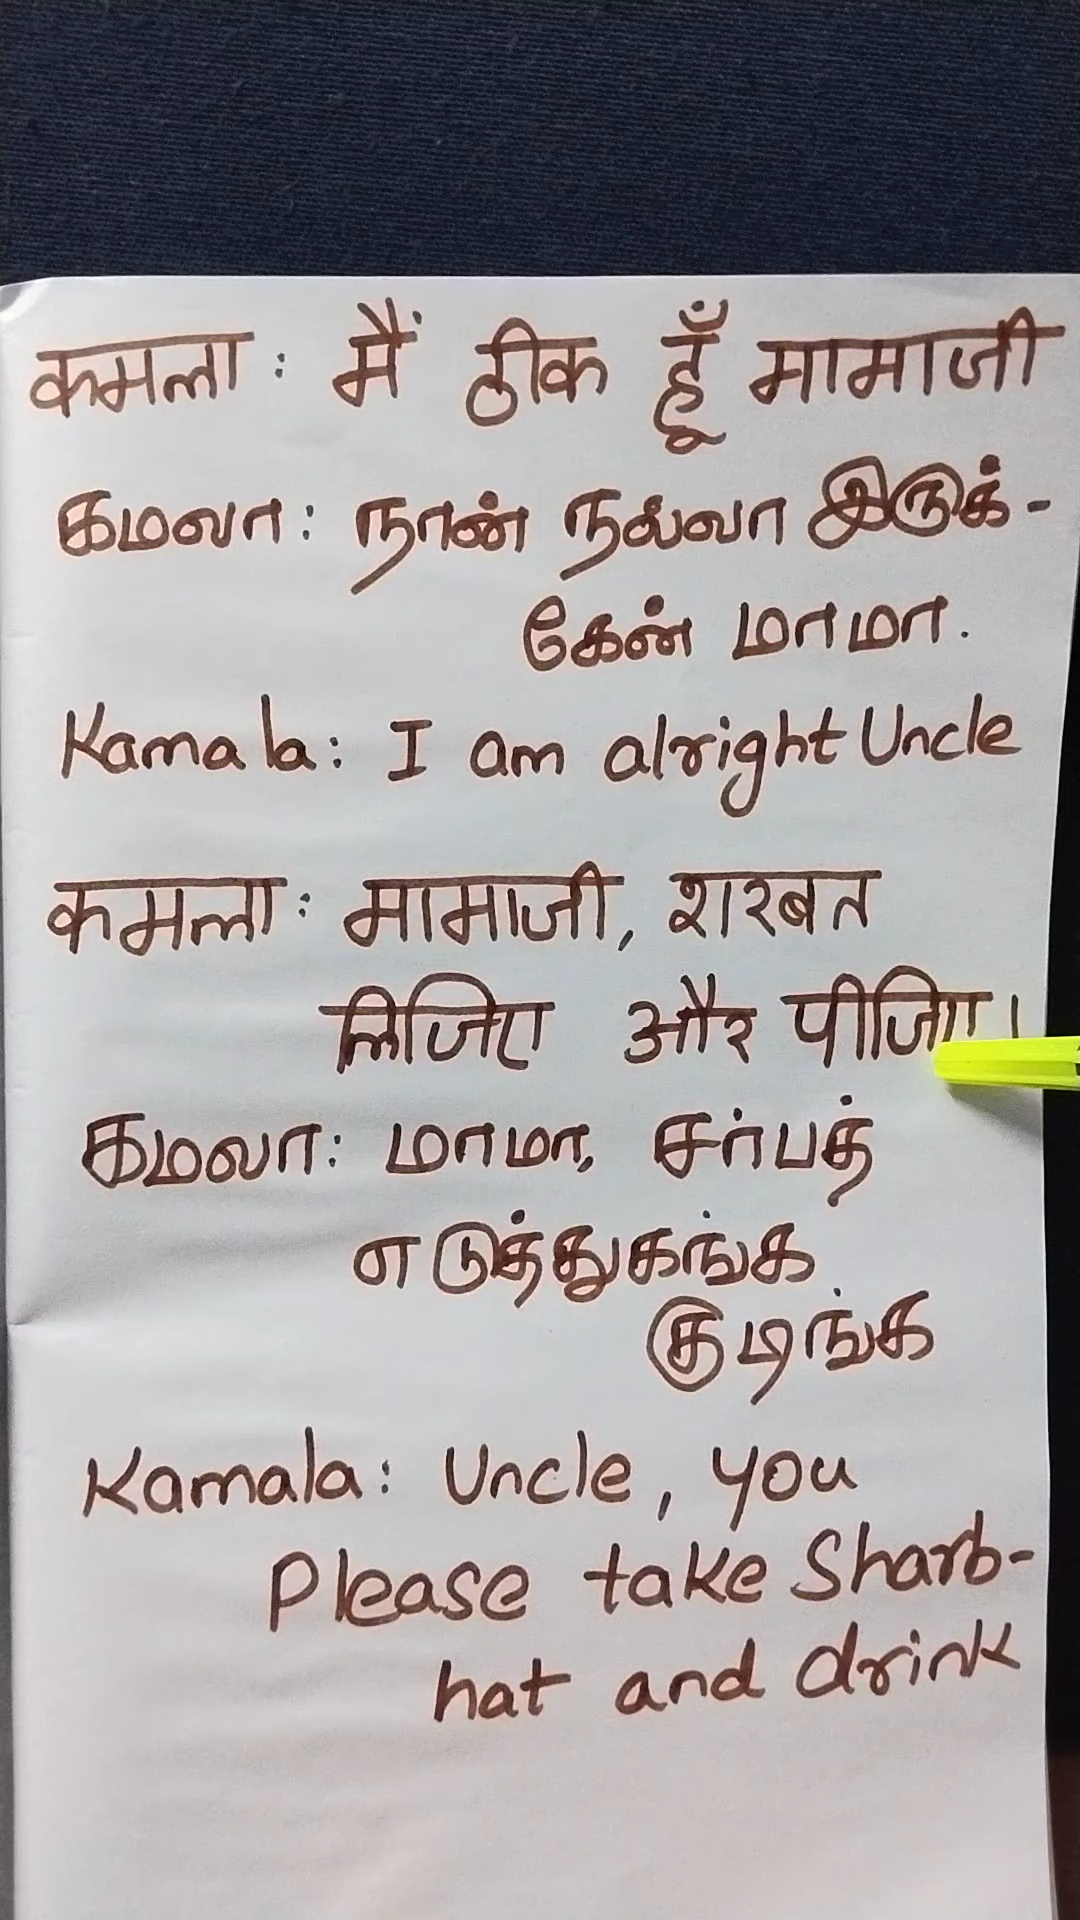 कमला: मैं ठीक हूँ मामाजी
கமலா: நான் நல்லா இருக்-
கேன் மாமா.
Kamala: I am alright Uncle
कमला: मामाजी, शरबत
लिजिए और पीजिए।
கமலா: மாமா, சர்பத்
எடுத்துகங்க
குடிங்க
Kamala: Uncle, you
Please take Sharb-
hat and drink